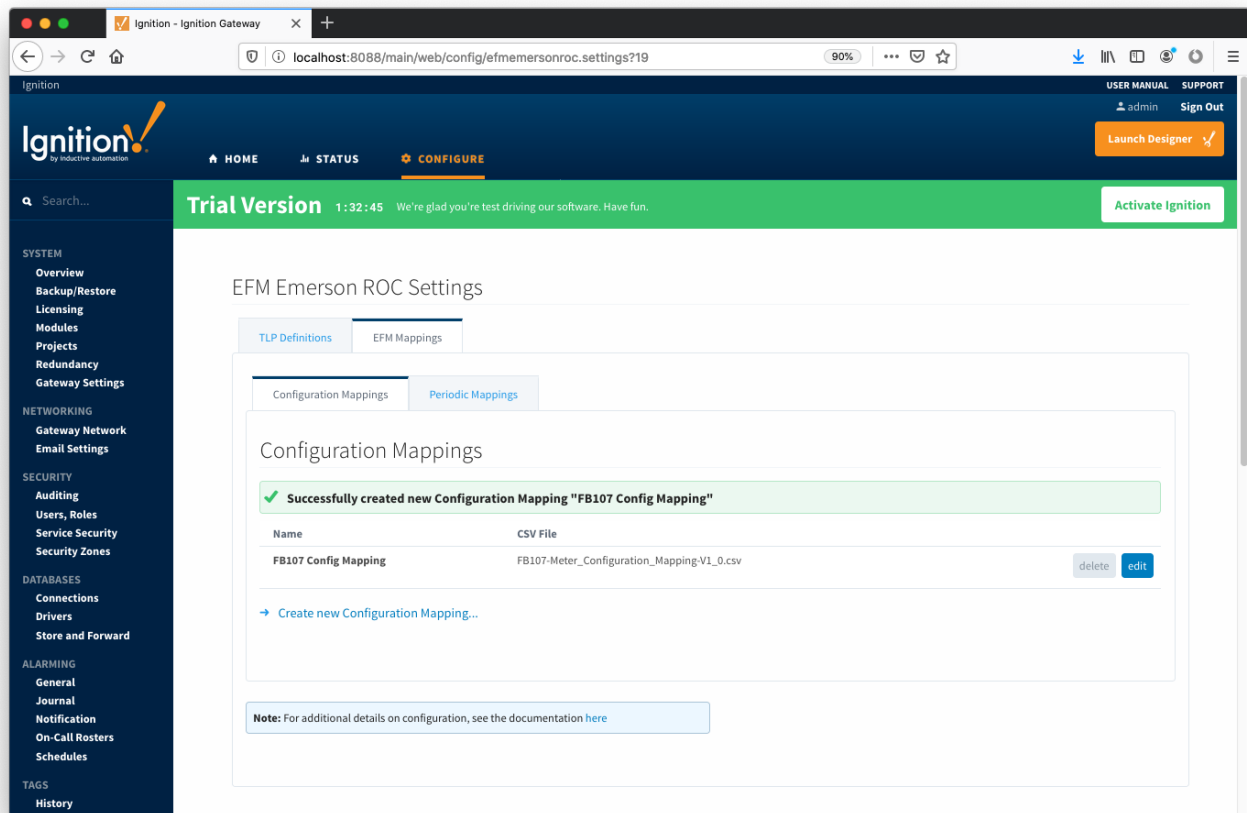 Ignition - Ignition Gateway
localhost:8088/main/web/config/efmemersonroc.settings?19
90%
Ignition
USER MANUAL SUPPORT
admin Sign Out
Ignition!
by inductive automation
Launch Designer
HOME STATUS CONFIGURE
Search...
Trial Version 1:32:45 We're glad you're test driving our software. Have fun.
Activate Ignition
SYSTEM
Overview
Backup/Restore
Licensing
Modules
Projects
Redundancy
Gateway Settings
NETWORKING
Gateway Network
Email Settings
SECURITY
Auditing
Users, Roles
Service Security
Security Zones
DATABASES
Connections
Drivers
Store and Forward
ALARMING
General
Journal
Notification
On-Call Rosters
Schedules
TAGS
History
EFM Emerson ROC Settings
TLP Definitions EFM Mappings
Configuration Mappings Periodic Mappings
Configuration Mappings
Successfully created new Configuration Mapping "FB107 Config Mapping"
Name CSV File
FB107 Config Mapping FB107-Meter_Configuration_Mapping-V1_0.csv delete edit
Create new Configuration Mapping...
Note: For additional details on configuration, see the documentation here